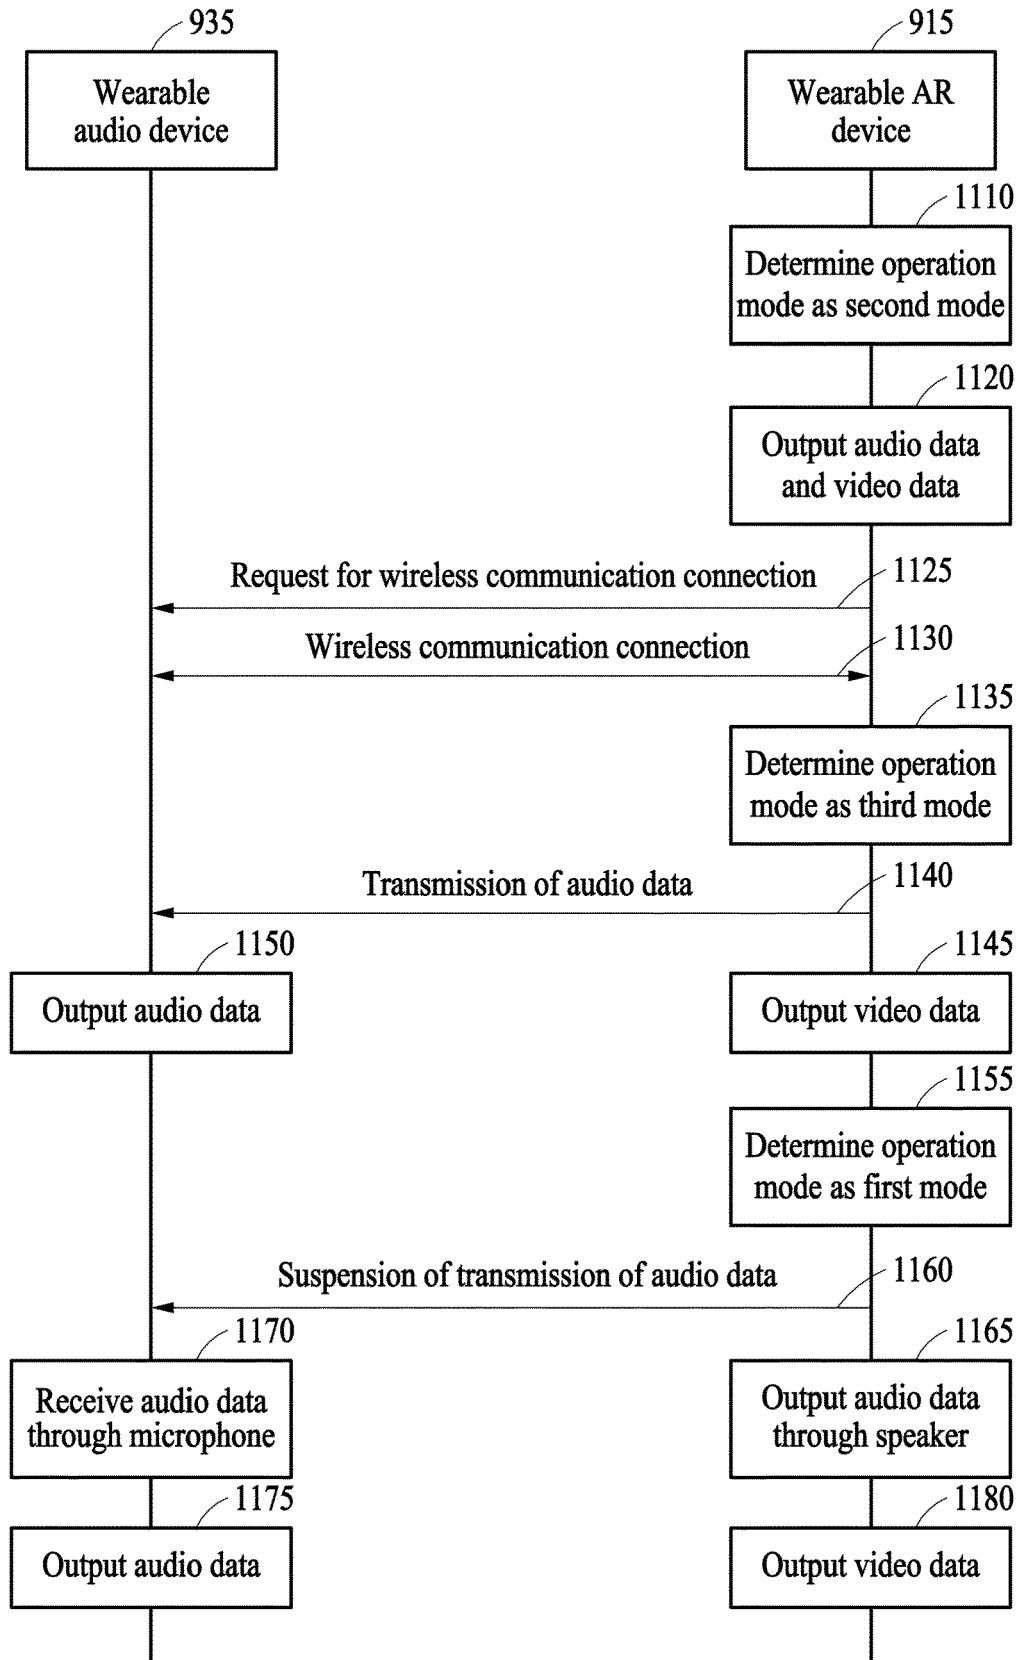 935
915
Wearable
audio device
Wearable AR
device
1110
Determine operation
mode as second mode
1120
Output audio data
and video data
Request for wireless communication connection
1125
Wireless communication connection
1130
1135
Determine operation
mode as third mode
Transmission of audio data
1140
1150
Output audio data
1145
Output video data
1155
Determine operation
mode as first mode
Suspension of transmission of audio data
1160
1170
Receive audio data
through microphone
1165
Output audio data
through speaker
1175
Output audio data
1180
Output video data